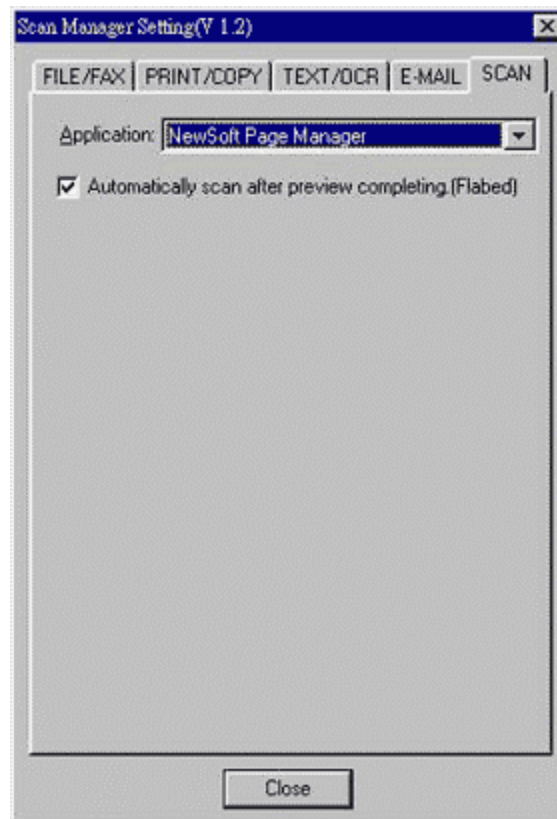 Scan Manager Setting(V 1.2)
FILE/FAX PRINT/COPY TEXT/OCR E-MAIL SCAN
Application: NewSoft Page Manager
Automatically scan after preview completing.(Flabed)
Close